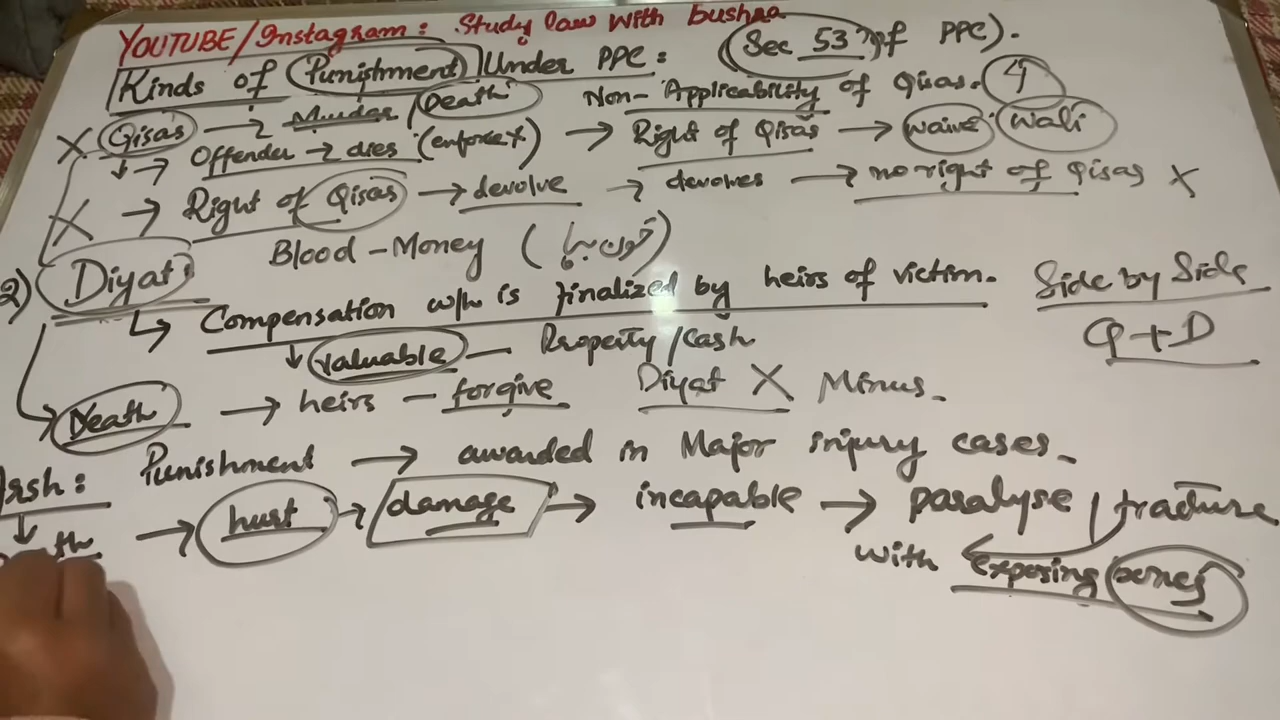 YOUTUBE/Instagram: Study law with bushra
Kinds of Punishment Under PPC: (Sec 53 of PPC).
X Qisas → Murder / Death Non-Applicability of Qisas. 4
→ Offender → dies (enforce X) → Right of Qisas → waive Wali
X → Right of Qisas → devolve → devolves → no right of Qisas X
2) Diyat: Blood-Money (خون بہا)
↳ Compensation w/w is finalized by heirs of victim. Side by Side
↓ valuable — Property/Cash Q+D
Death → heirs — forgive Diyat X Minus.
Arsh: Punishment → awarded in Major injury cases.
→ hurt → damage → incapable → paralyse / fracture
with exposing bones